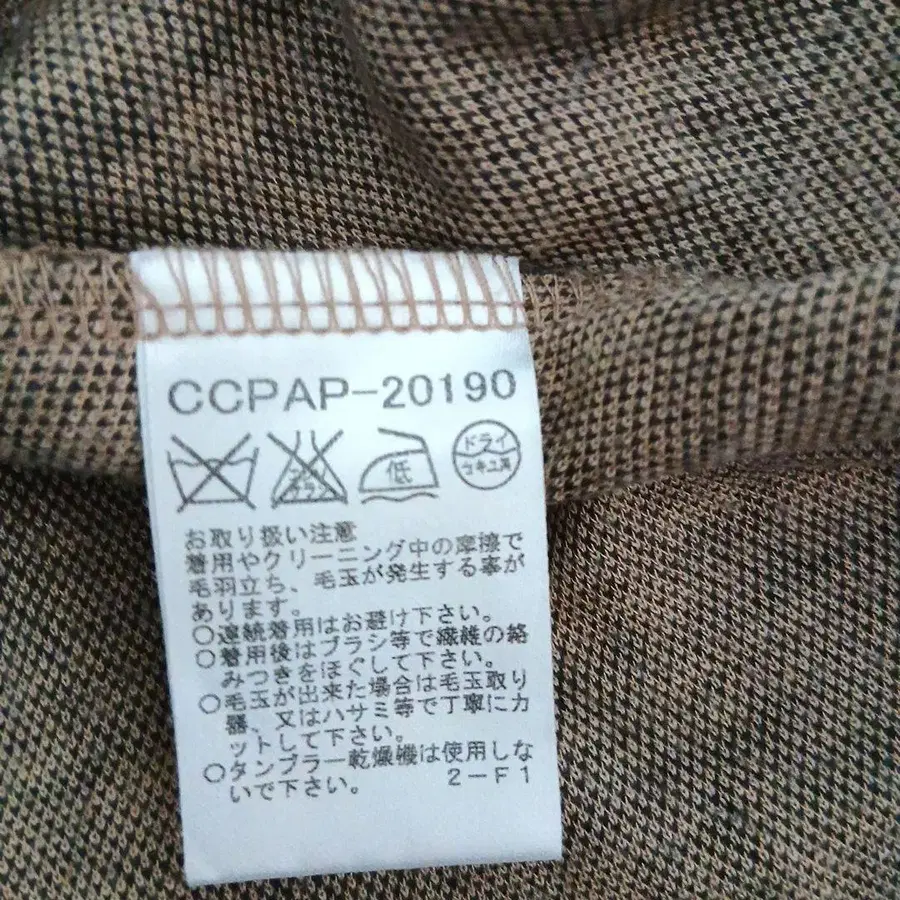 CCPAP-20190
低
ドライ
セキユ系
お取り扱い注意
着用やクリーニング中の摩擦で
毛羽立ち、毛玉が発生する事が
あります。
○連続着用はお避け下さい。
○着用後はブラシ等で繊維の絡
みつきをほぐして下さい。
○毛玉が出来た場合は毛玉取り
器、又はハサミ等で丁寧にカ
ットして下さい。
○タンブラー乾燥機は使用しな
いで下さい。
2-F1